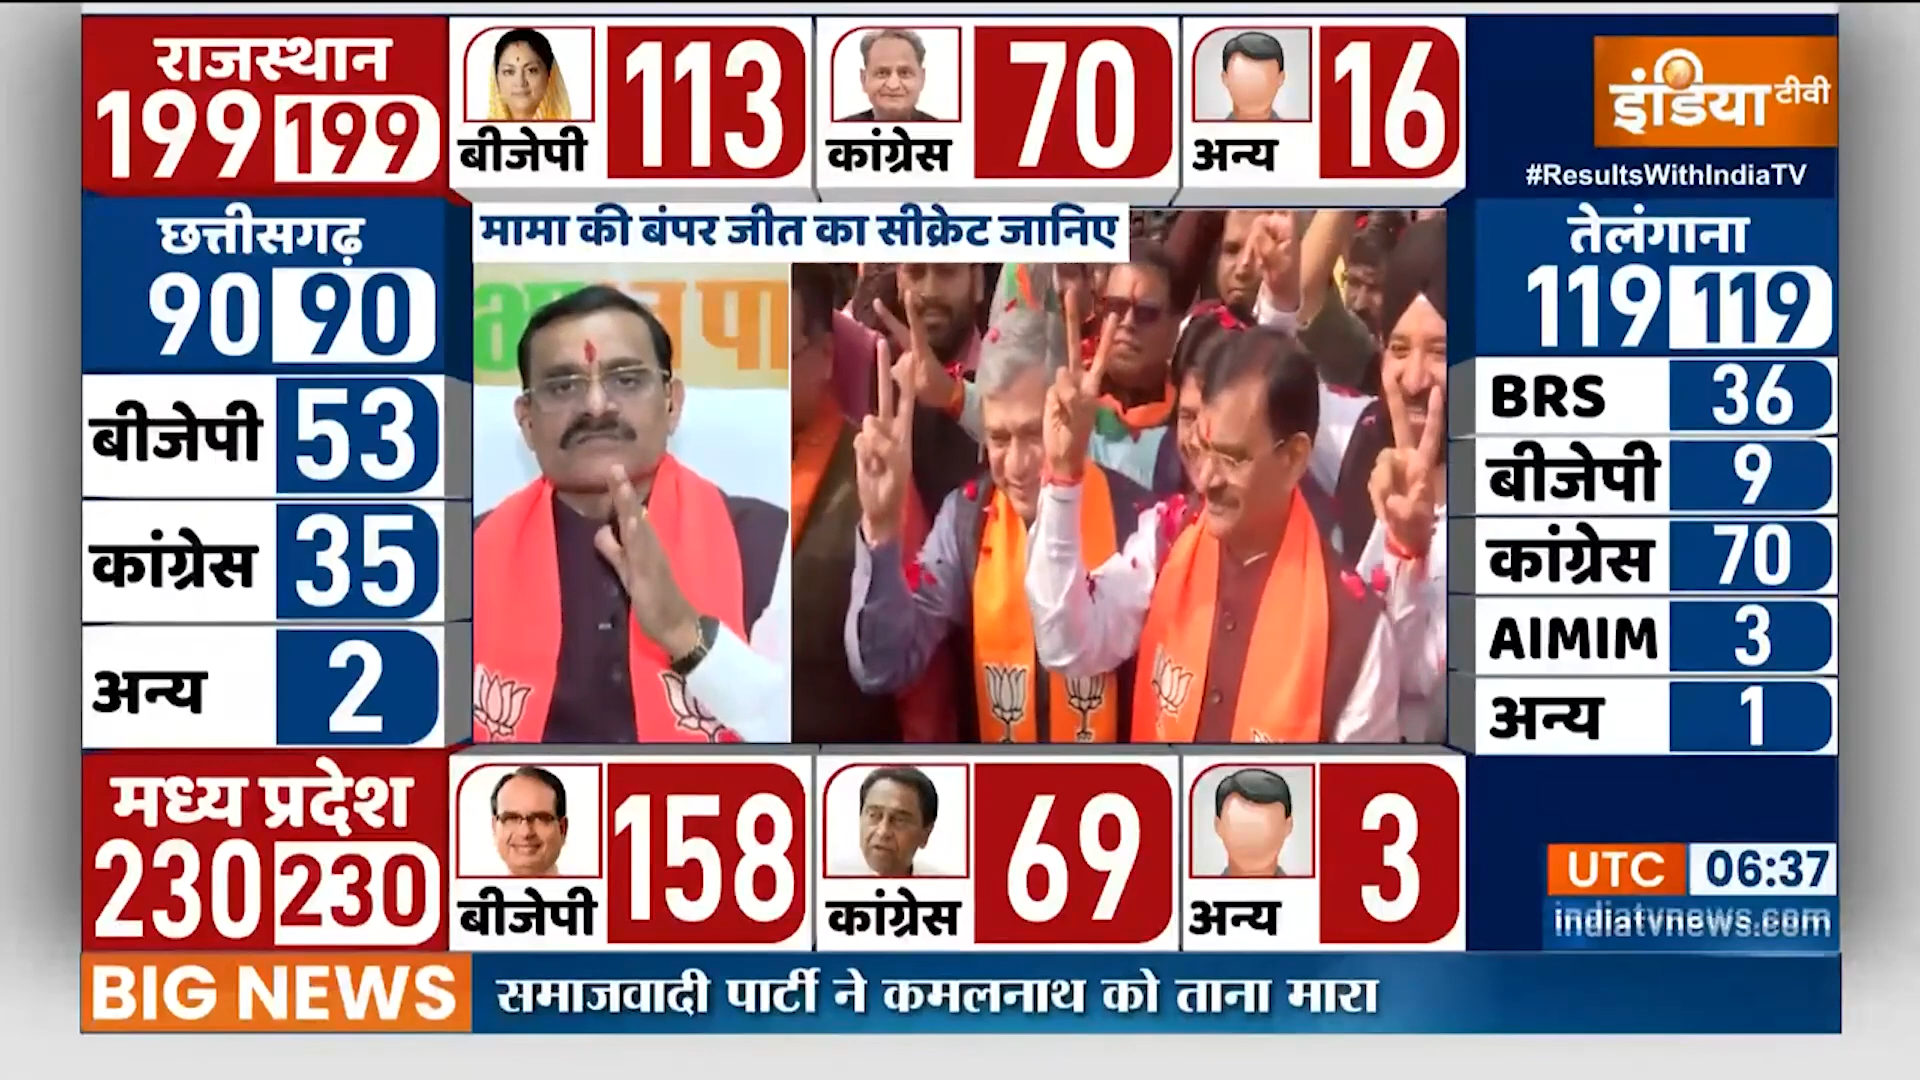 राजस्थान
199 199
बीजेपी 113
कांग्रेस 70
अन्य 16
इंडिया टीवी
#ResultsWithIndiaTV
छत्तीसगढ़
90 90
बीजेपी 53
कांग्रेस 35
अन्य 2
मामा की बंपर जीत का सीक्रेट जानिए
तेलंगाना
119 119
BRS 36
बीजेपी 9
कांग्रेस 70
AIMIM 3
अन्य 1
मध्य प्रदेश
230 230
बीजेपी 158
कांग्रेस 69
अन्य 3
UTC 06:37
indiatvnews.com
BIG NEWS
समाजवादी पार्टी ने कमलनाथ को ताना मारा